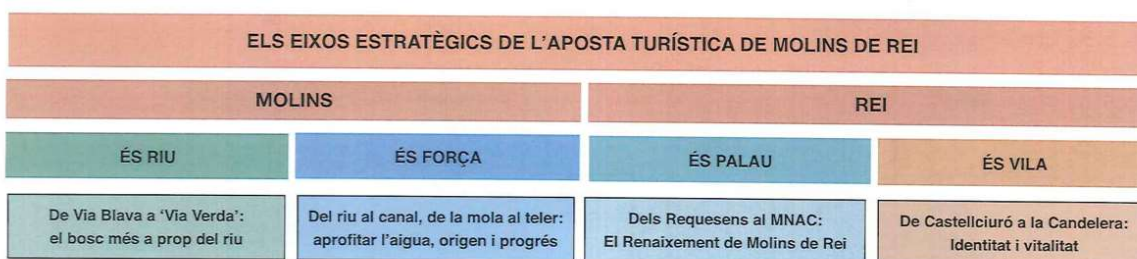 ELS EIXOS ESTRATÈGICS DE L'APOSTA TURÍSTICA DE MOLINS DE REI
MOLINS
REI
ÉS RIU
ÉS FORÇA
ÉS PALAU
ÉS VILA
De Via Blava a ‘Via Verda’:
el bosc més a prop del riu
Del riu al canal, de la mola al teler:
aprofitar l'aigua, origen i progrés
Dels Requesens al MNAC:
El Renaixement de Molins de Rei
De Castellciuró a la Candelera:
Identitat i vitalitat